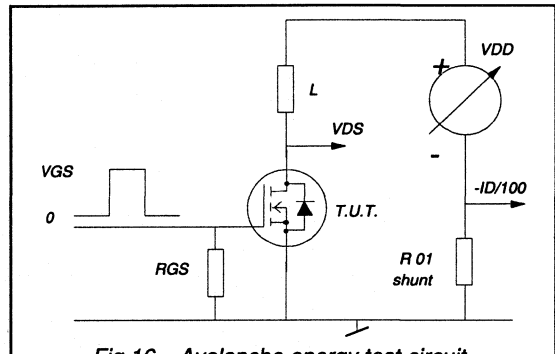 VDD
+
L
VDS
-
VGS
-ID/100
0
T.U.T.
RGS
R 01
shunt
Fig.16. Avalanche energy test circuit